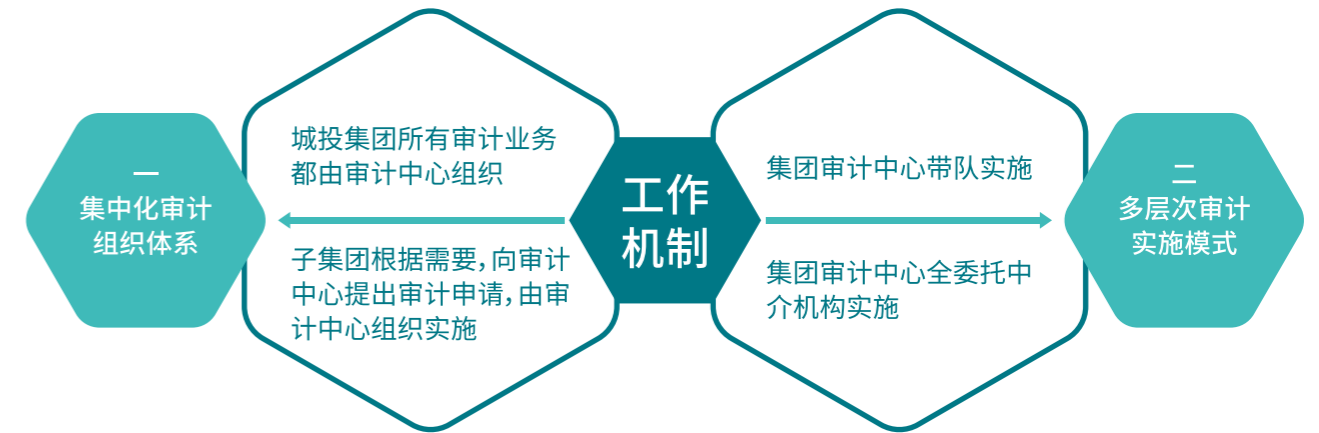 一
集中化审计
组织体系
城投集团所有审计业务
都由审计中心组织
子集团根据需要,向审计
中心提出审计申请,由审
计中心组织实施
工作
机制
集团审计中心带队实施
集团审计中心全委托中
介机构实施
二
多层次审计
实施模式